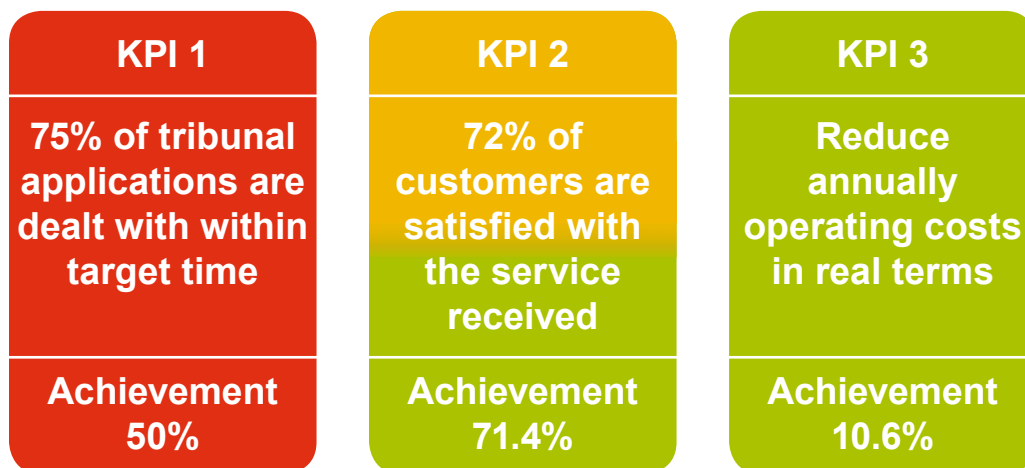 KPI 1
75% of tribunal
applications are
dealt with within
target time
Achievement
50%
KPI 2
72% of
customers are
satisfied with
the service
received
Achievement
71.4%
KPI 3
Reduce
annually
operating costs
in real terms
Achievement
10.6%